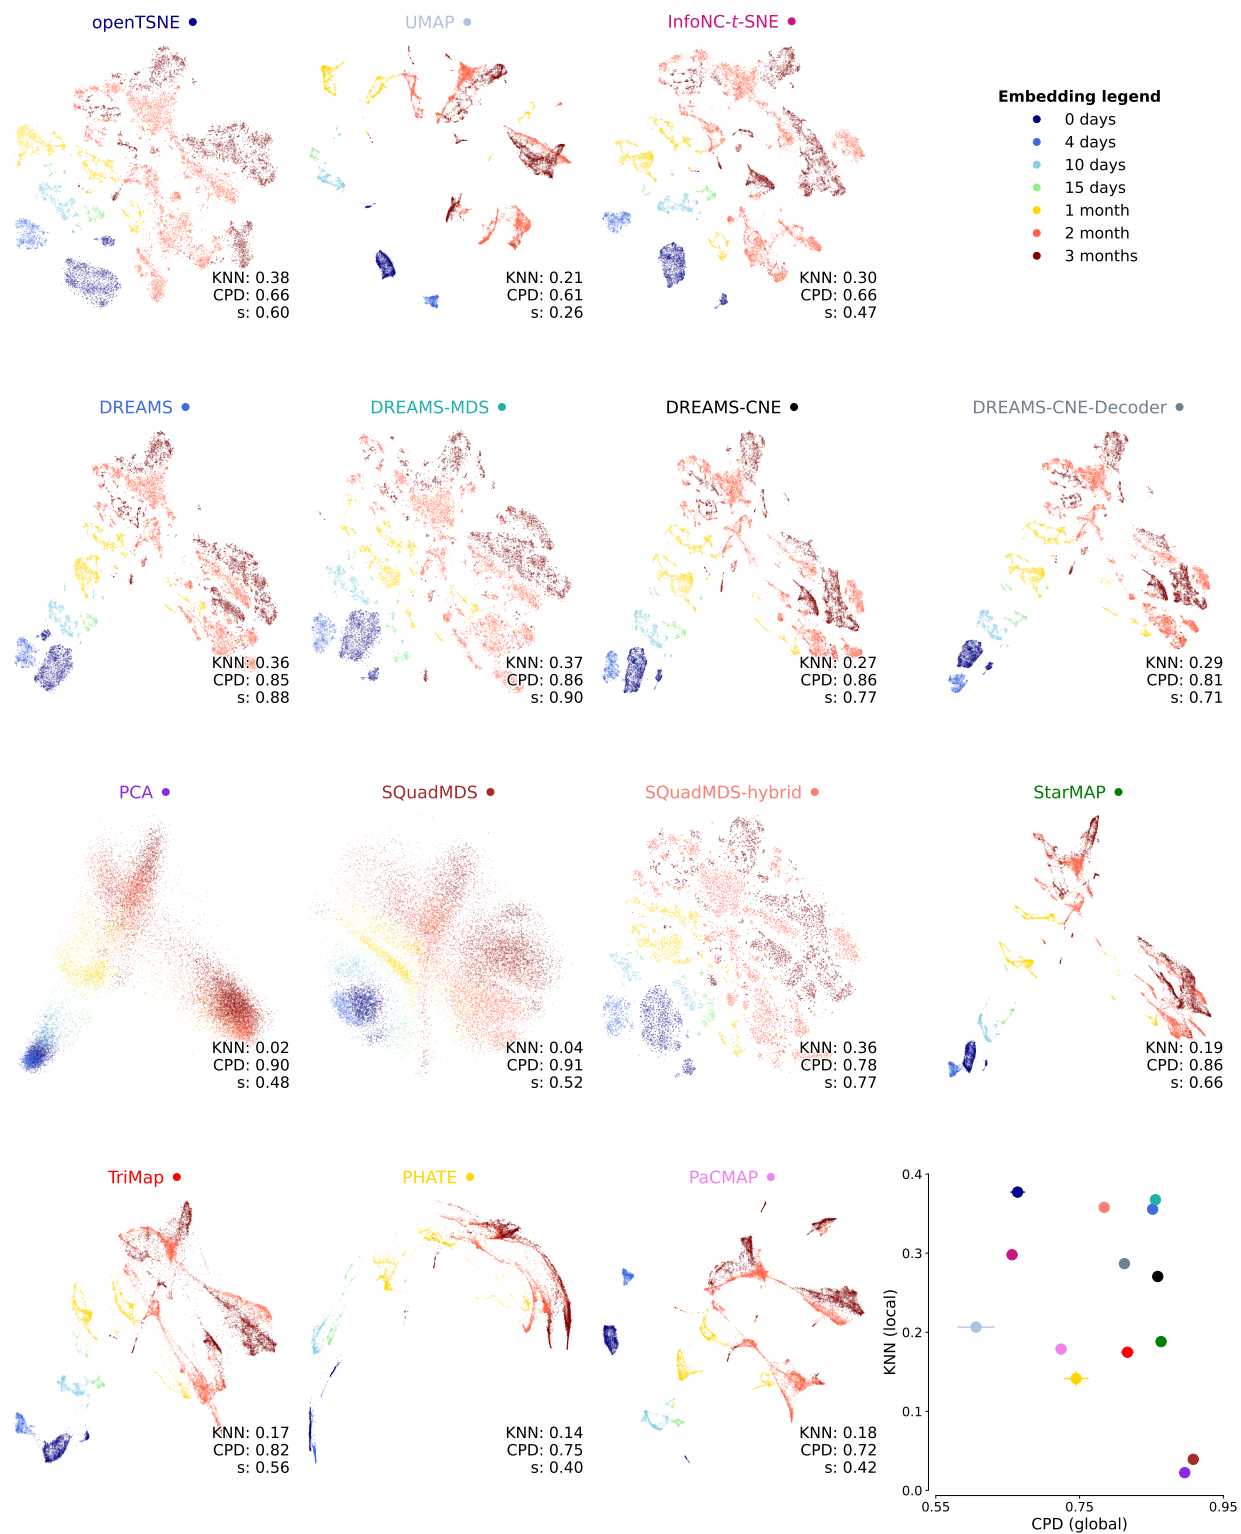 openTSNE
UMAP
InfoNC-t-SNE
Embedding legend
0 days
4 days
10 days
15 days
1 month
2 month
3 months
KNN: 0.38
CPD: 0.66
s: 0.60
KNN: 0.21
CPD: 0.61
s: 0.26
KNN: 0.30
CPD: 0.66
s: 0.47
DREAMS
DREAMS-MDS
DREAMS-CNE
DREAMS-CNE-Decoder
KNN: 0.36
CPD: 0.85
s: 0.88
KNN: 0.37
CPD: 0.86
s: 0.90
KNN: 0.27
CPD: 0.86
s: 0.77
KNN: 0.29
CPD: 0.81
s: 0.71
PCA
SQuadMDS
SQuadMDS-hybrid
StarMAP
KNN: 0.02
CPD: 0.90
s: 0.48
KNN: 0.04
CPD: 0.91
s: 0.52
KNN: 0.36
CPD: 0.78
s: 0.77
KNN: 0.19
CPD: 0.86
s: 0.66
TriMap
PHATE
PaCMAP
KNN: 0.17
CPD: 0.82
s: 0.56
KNN: 0.14
CPD: 0.75
s: 0.40
KNN: 0.18
CPD: 0.72
s: 0.42
0.4
0.3
0.2
0.1
0.0
KNN (local)
0.55
0.75
0.95
CPD (global)